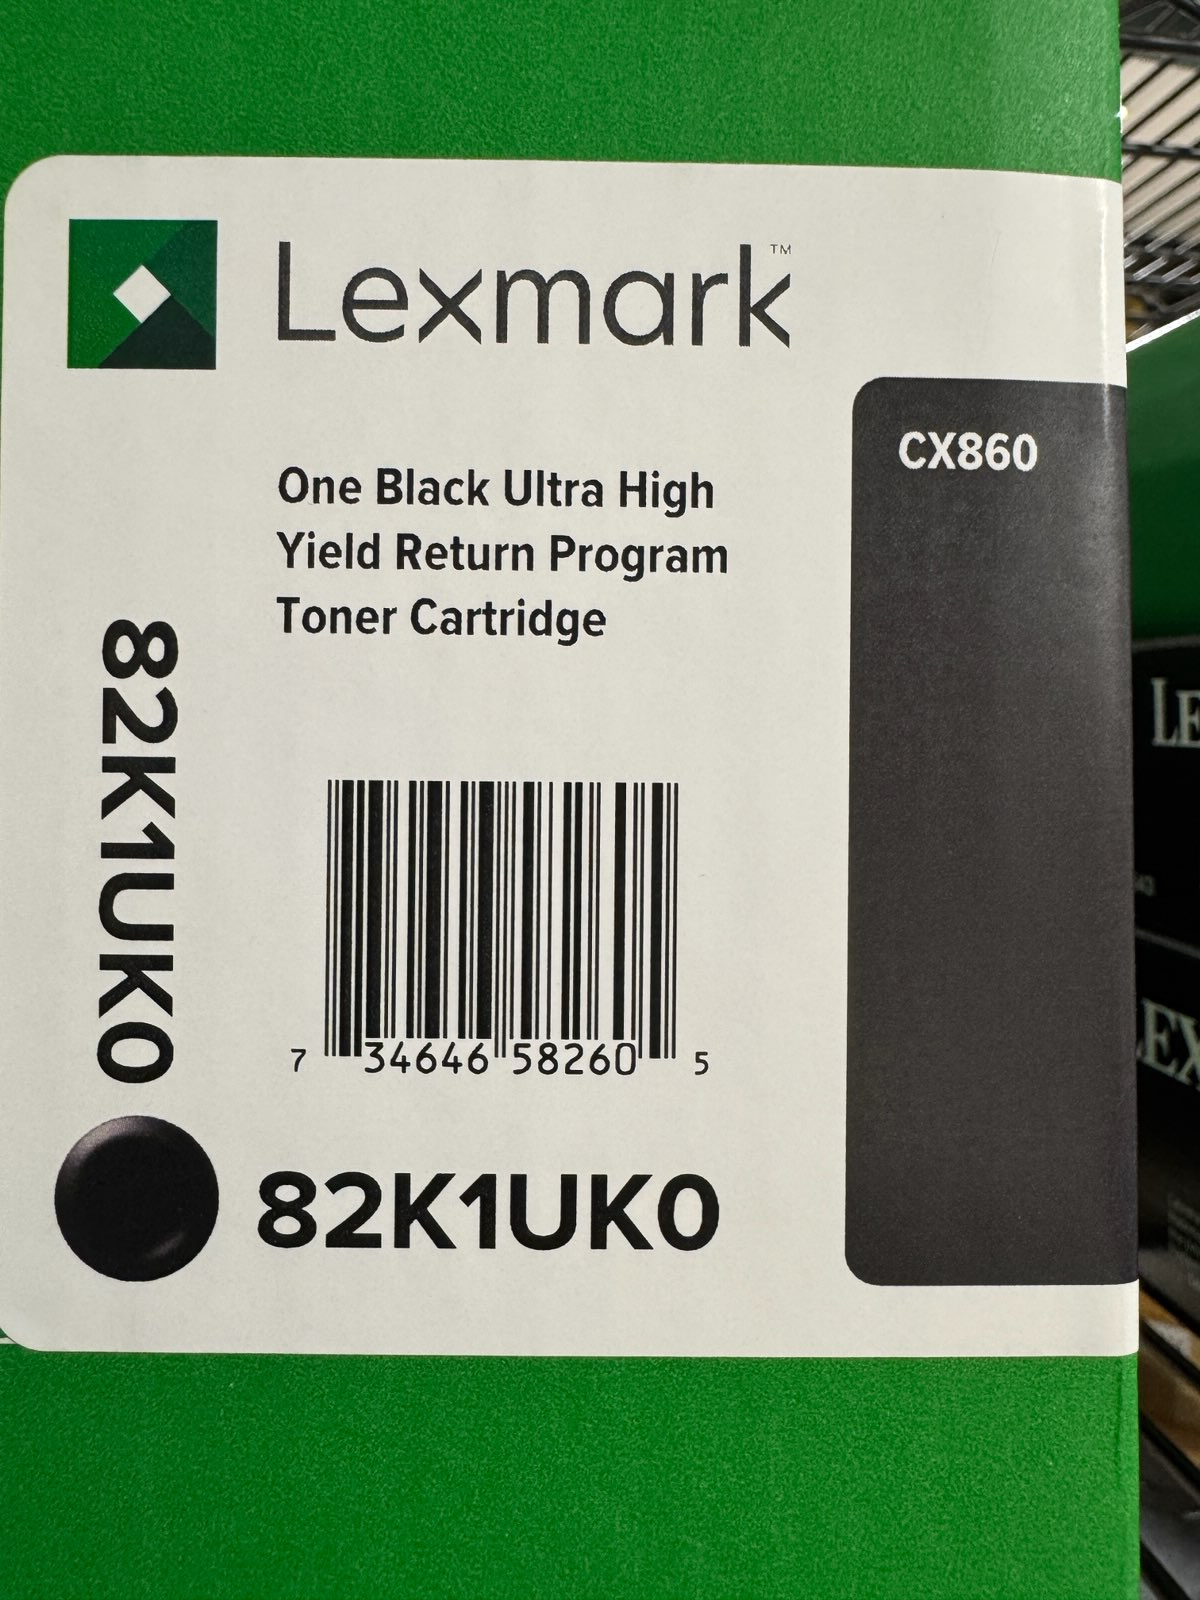 Lexmark™
CX860
One Black Ultra High
Yield Return Program
Toner Cartridge
82K1UK0
7 34646 58260 5
82K1UK0